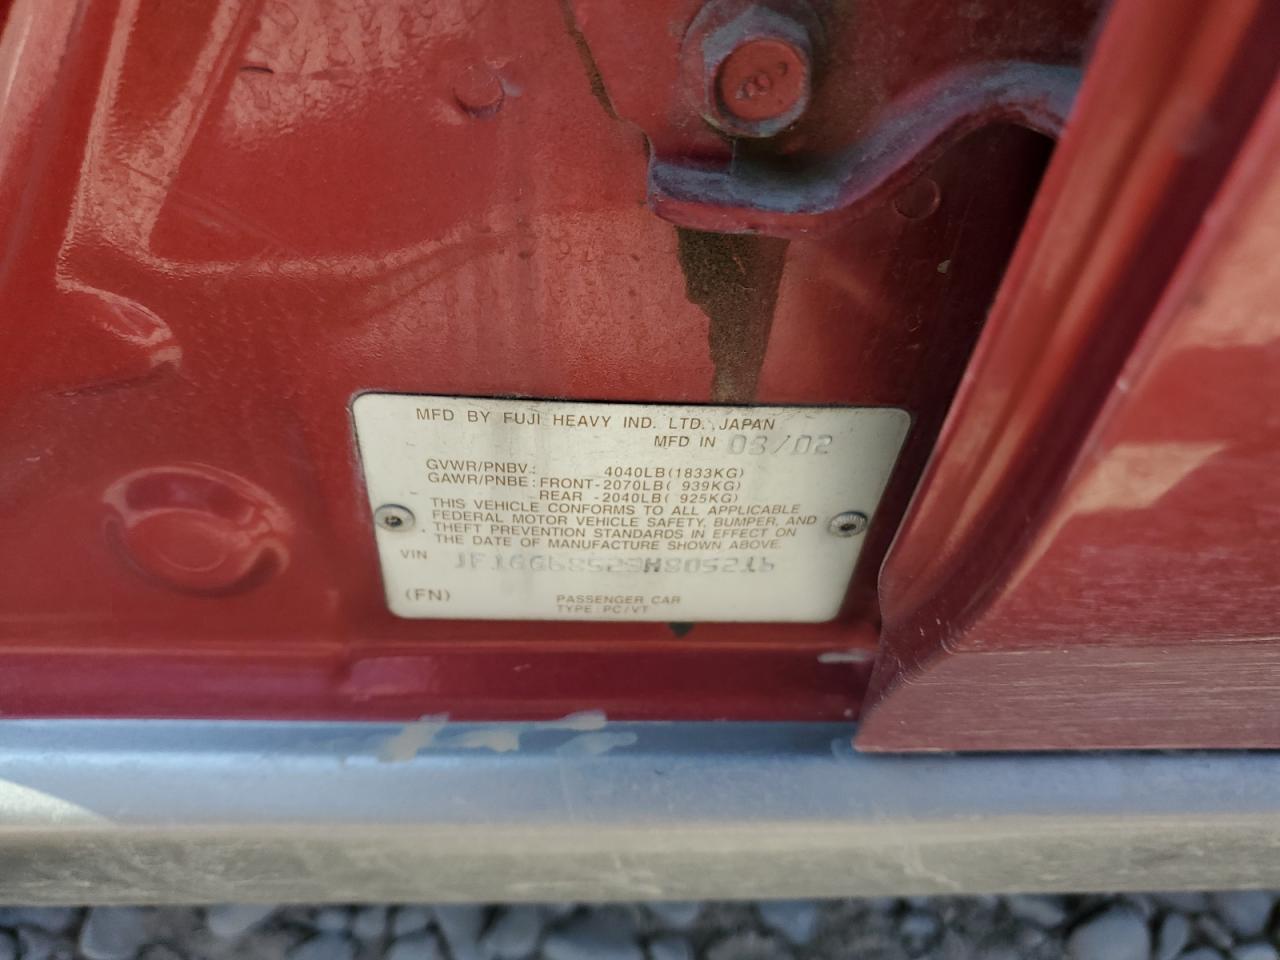 MFD BY FUJI HEAVY IND. LTD. JAPAN
MFD IN 03/02
GVWR/PNBV: 4040LB(1833KG)
GAWR/PNBE: FRONT-2070LB( 939KG)
REAR -2040LB( 925KG)
THIS VEHICLE CONFORMS TO ALL APPLICABLE
FEDERAL MOTOR VEHICLE SAFETY, BUMPER, AND
THEFT PREVENTION STANDARDS IN EFFECT ON
THE DATE OF MANUFACTURE SHOWN ABOVE.
VIN
(FN) PASSENGER CAR
TYPE: PC/VT
8